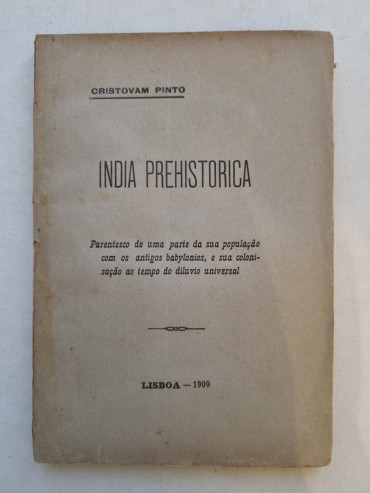 CRISTOVAM PINTO
INDIA PREHISTORICA
Parentesco de uma parte da sua população
com os antigos babylonios, e sua coloni-
sação ao tempo do diluvio universal
LISBOA — 1909